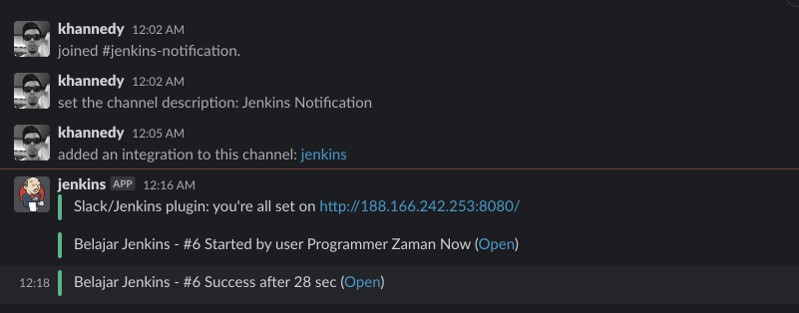 khannedy 12:02 AM
joined #jenkins-notification.
khannedy 12:02 AM
set the channel description: Jenkins Notification
khannedy 12:05 AM
added an integration to this channel: jenkins
jenkins APP 12:16 AM
Slack/Jenkins plugin: you're all set on http://188.166.242.253:8080/
Belajar Jenkins - #6 Started by user Programmer Zaman Now (Open)
12:18 Belajar Jenkins - #6 Success after 28 sec (Open)